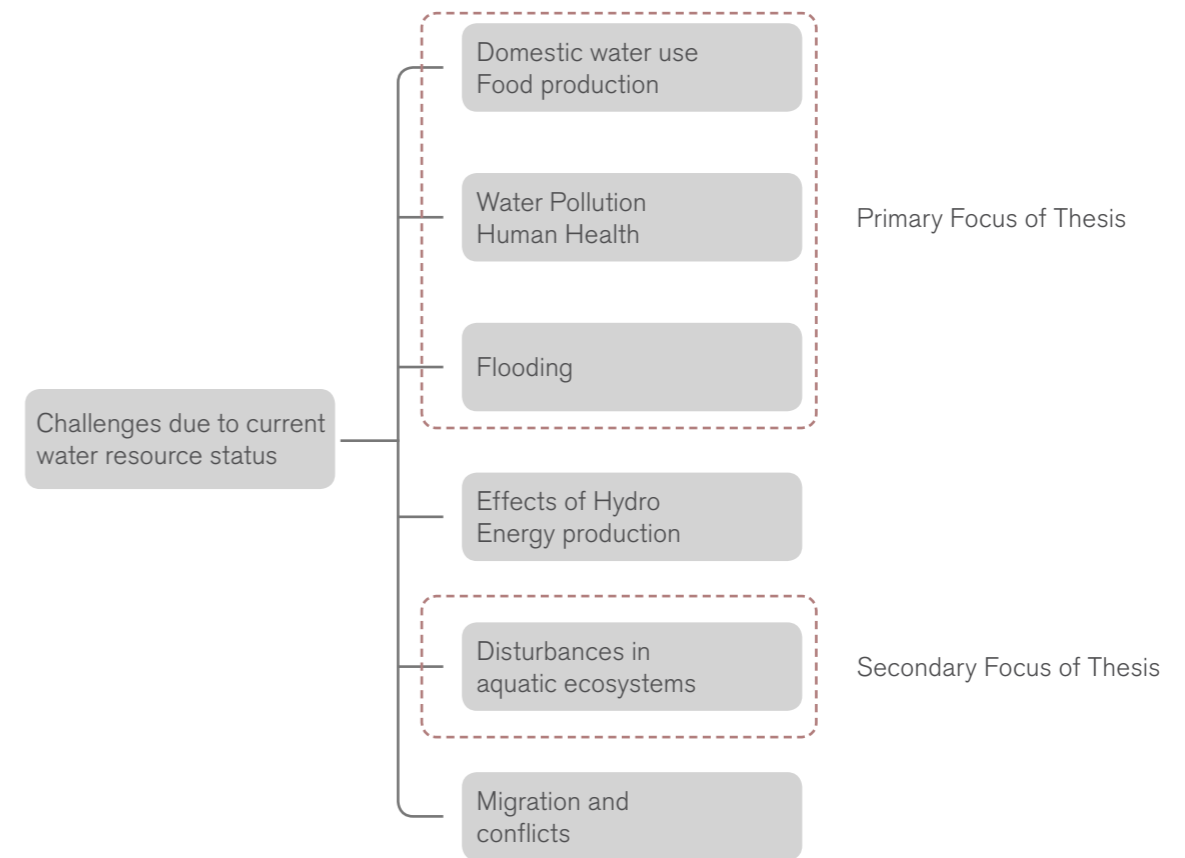 Domestic water use
Food production
Water Pollution
Human Health
Primary Focus of Thesis
Flooding
Challenges due to current
water resource status
Effects of Hydro
Energy production
Disturbances in
aquatic ecosystems
Secondary Focus of Thesis
Migration and
conflicts